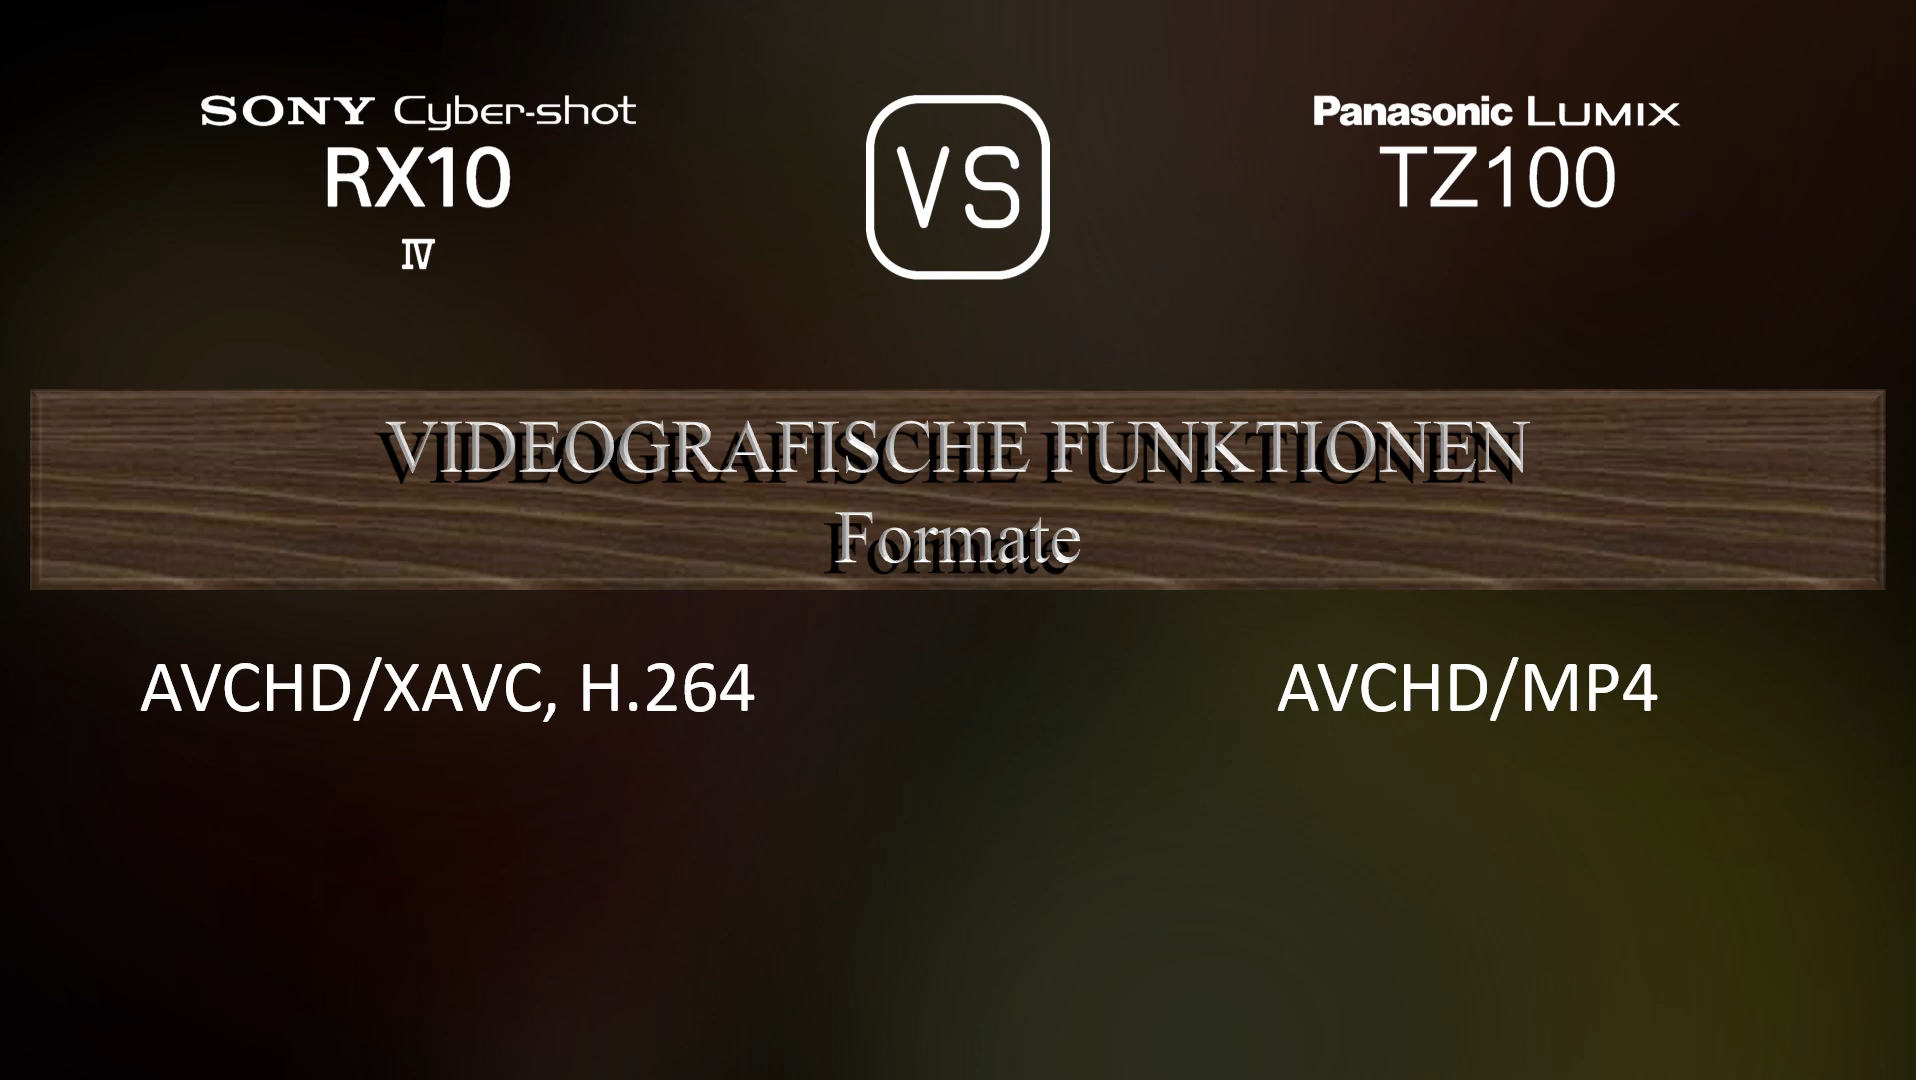 SONY Cyber-shot
RX10
IV
VS
Panasonic LUMIX
TZ100
VIDEOGRAFISCHE FUNKTIONEN
Formate
AVCHD/XAVC, H.264
AVCHD/MP4